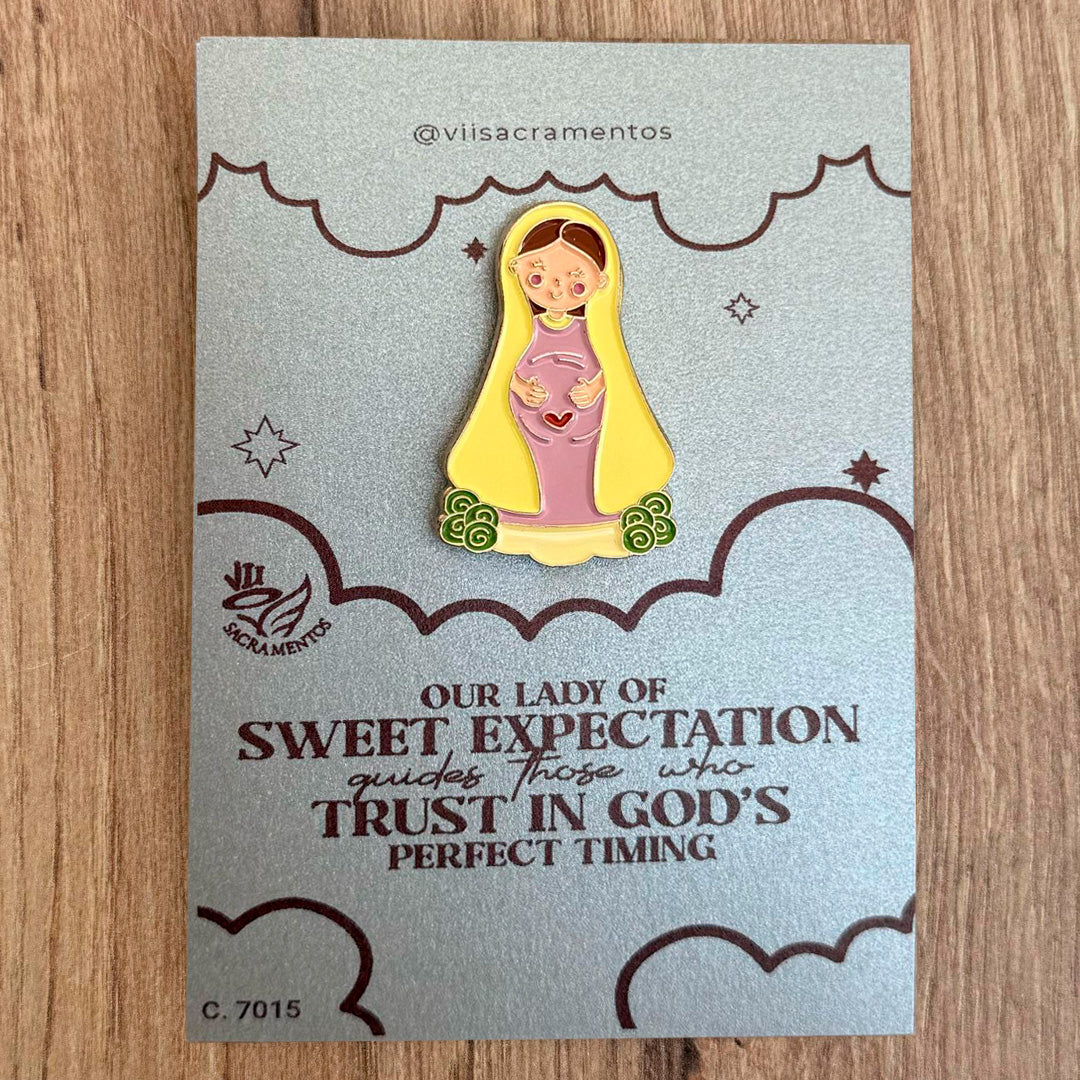 @viisacramentos
VII
SACRAMENTOS
OUR LADY OF
SWEET EXPECTATION
guides those who
TRUST IN GOD'S
PERFECT TIMING
C. 7015